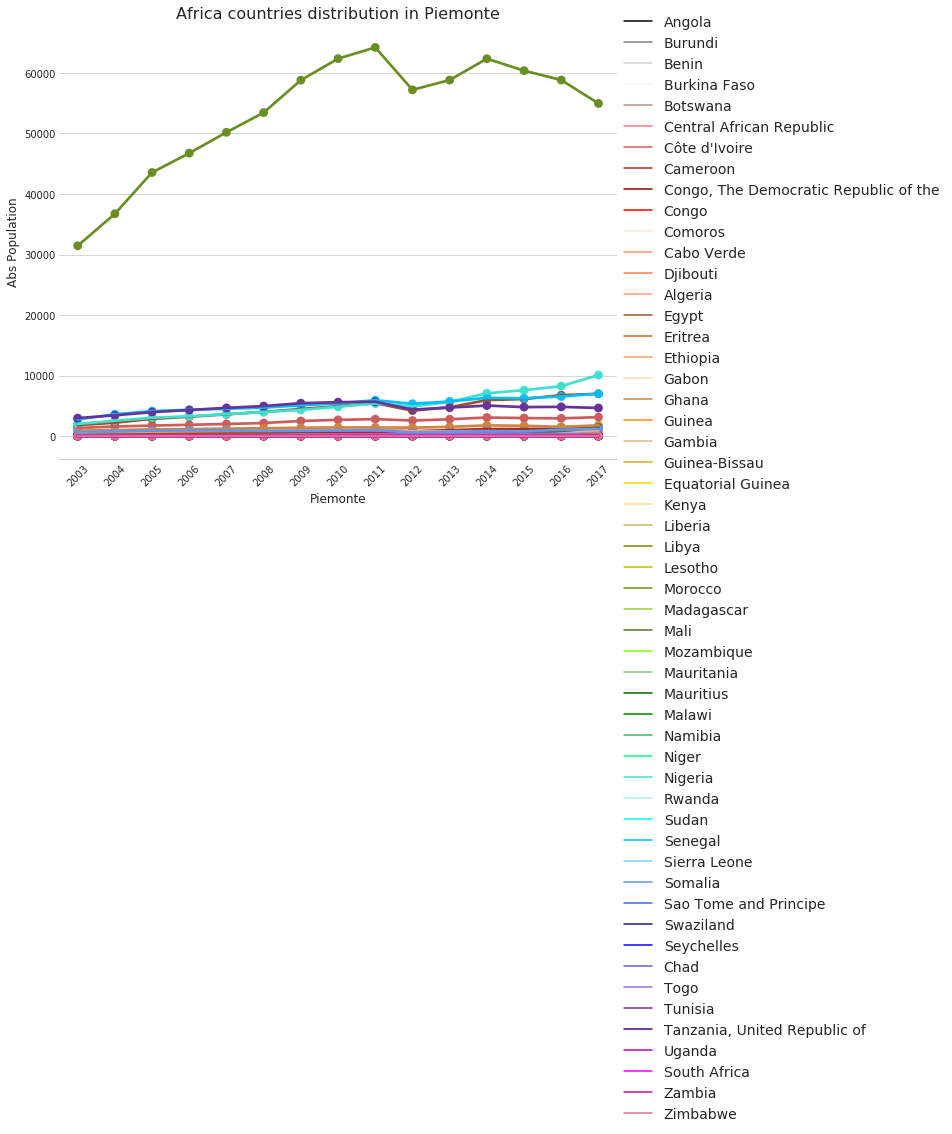 Africa countries distribution in Piemonte
60000
50000
40000
30000
20000
10000
0
Abs Population
2003
2004
2005
2006
2007
2008
2009
2010
2011
2012
2013
2014
2015
2016
2017
Piemonte
Angola
Burundi
Benin
Burkina Faso
Botswana
Central African Republic
Côte d'Ivoire
Cameroon
Congo, The Democratic Republic of the
Congo
Comoros
Cabo Verde
Djibouti
Algeria
Egypt
Eritrea
Ethiopia
Gabon
Ghana
Guinea
Gambia
Guinea-Bissau
Equatorial Guinea
Kenya
Liberia
Libya
Lesotho
Morocco
Madagascar
Mali
Mozambique
Mauritania
Mauritius
Malawi
Namibia
Niger
Nigeria
Rwanda
Sudan
Senegal
Sierra Leone
Somalia
Sao Tome and Principe
Swaziland
Seychelles
Chad
Togo
Tunisia
Tanzania, United Republic of
Uganda
South Africa
Zambia
Zimbabwe